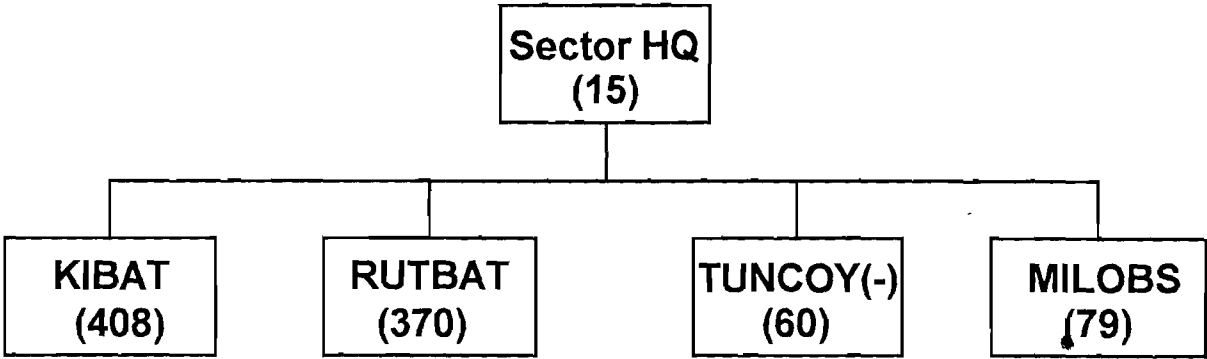 Sector HQ
(15)
KIBAT
(408)
RUTBAT
(370)
TUNCOY(-)
(60)
MILOBS
(79)